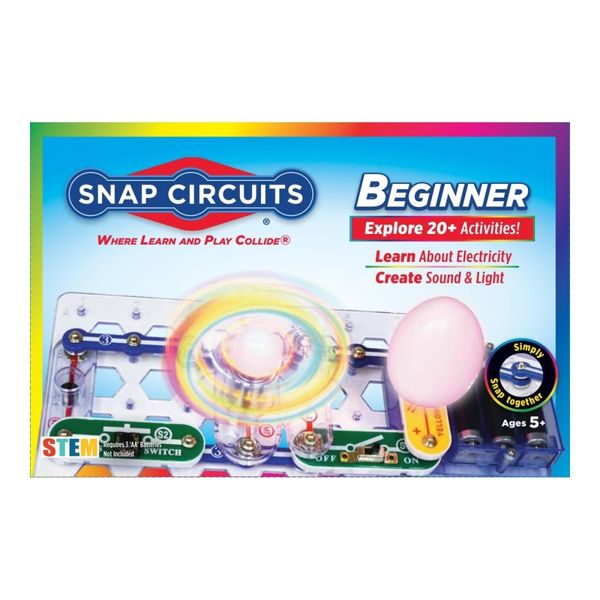 SNAP CIRCUITS®
WHERE LEARN AND PLAY COLLIDE®
BEGINNER
Explore 20+ Activities!
Learn About Electricity
Create Sound & Light
Simply
Snap together
Ages 5+
3
S2
SWITCH
OFF
ON
YELLOW
+
STEM
Requires 3 "AA" Batteries
Not Included